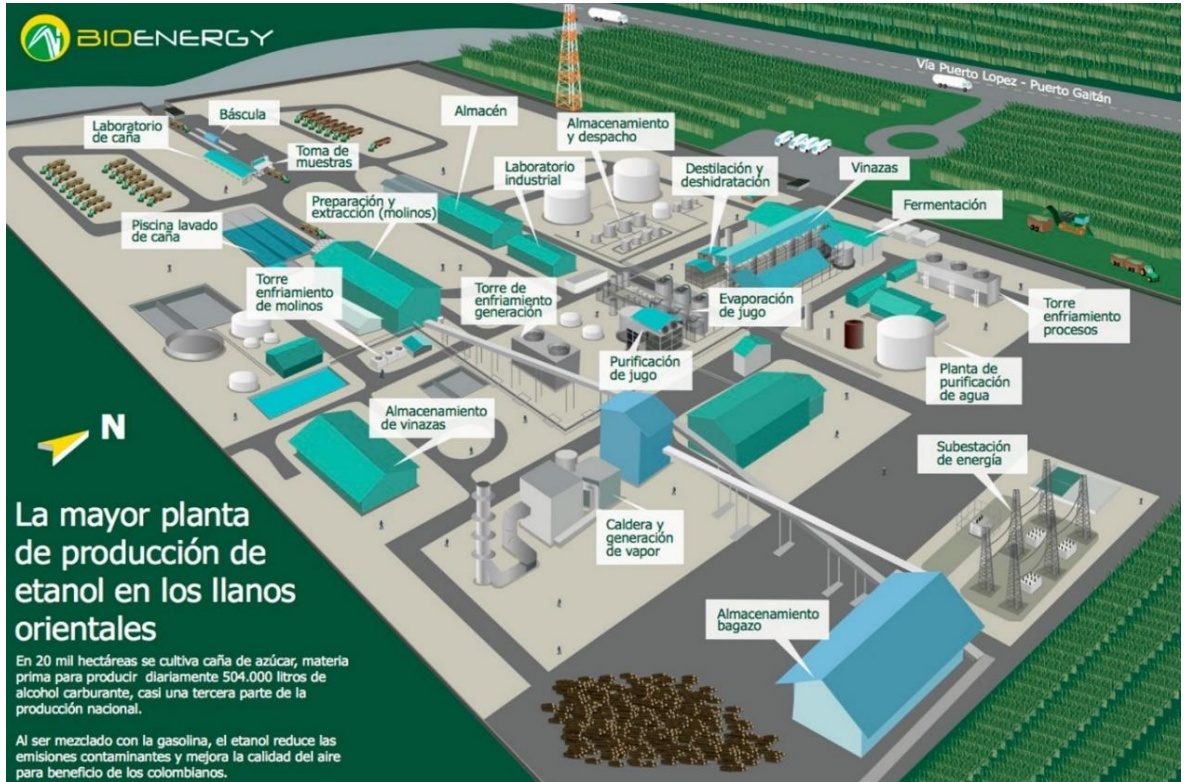 BIOENERGY
Vía Puerto Lopez - Puerto Gaitán
Báscula
Laboratorio
de caña
Toma de
muestras
Almacén
Almacenamiento
y despacho
Laboratorio
industrial
Destilación y
deshidratación
Vinazas
Fermentación
Preparación y
extracción (molinos)
Piscina lavado
de caña
Torre
enfriamiento
de molinos
Torre de
enfriamiento
generación
Evaporación
de jugo
Torre
enfriamiento
procesos
Purificación
de jugo
Planta de
purificación
de agua
Almacenamiento
de vinazas
N
Subestación
de energía
Caldera y
generación
de vapor
Almacenamiento
bagazo
La mayor planta
de producción de
etanol en los llanos
orientales
En 20 mil hectáreas se cultiva caña de azúcar, materia
prima para producir diariamente 504.000 litros de
alcohol carburante, casi una tercera parte de la
producción nacional.
Al ser mezclado con la gasolina, el etanol reduce las
emisiones contaminantes y mejora la calidad del aire
para beneficio de los colombianos.